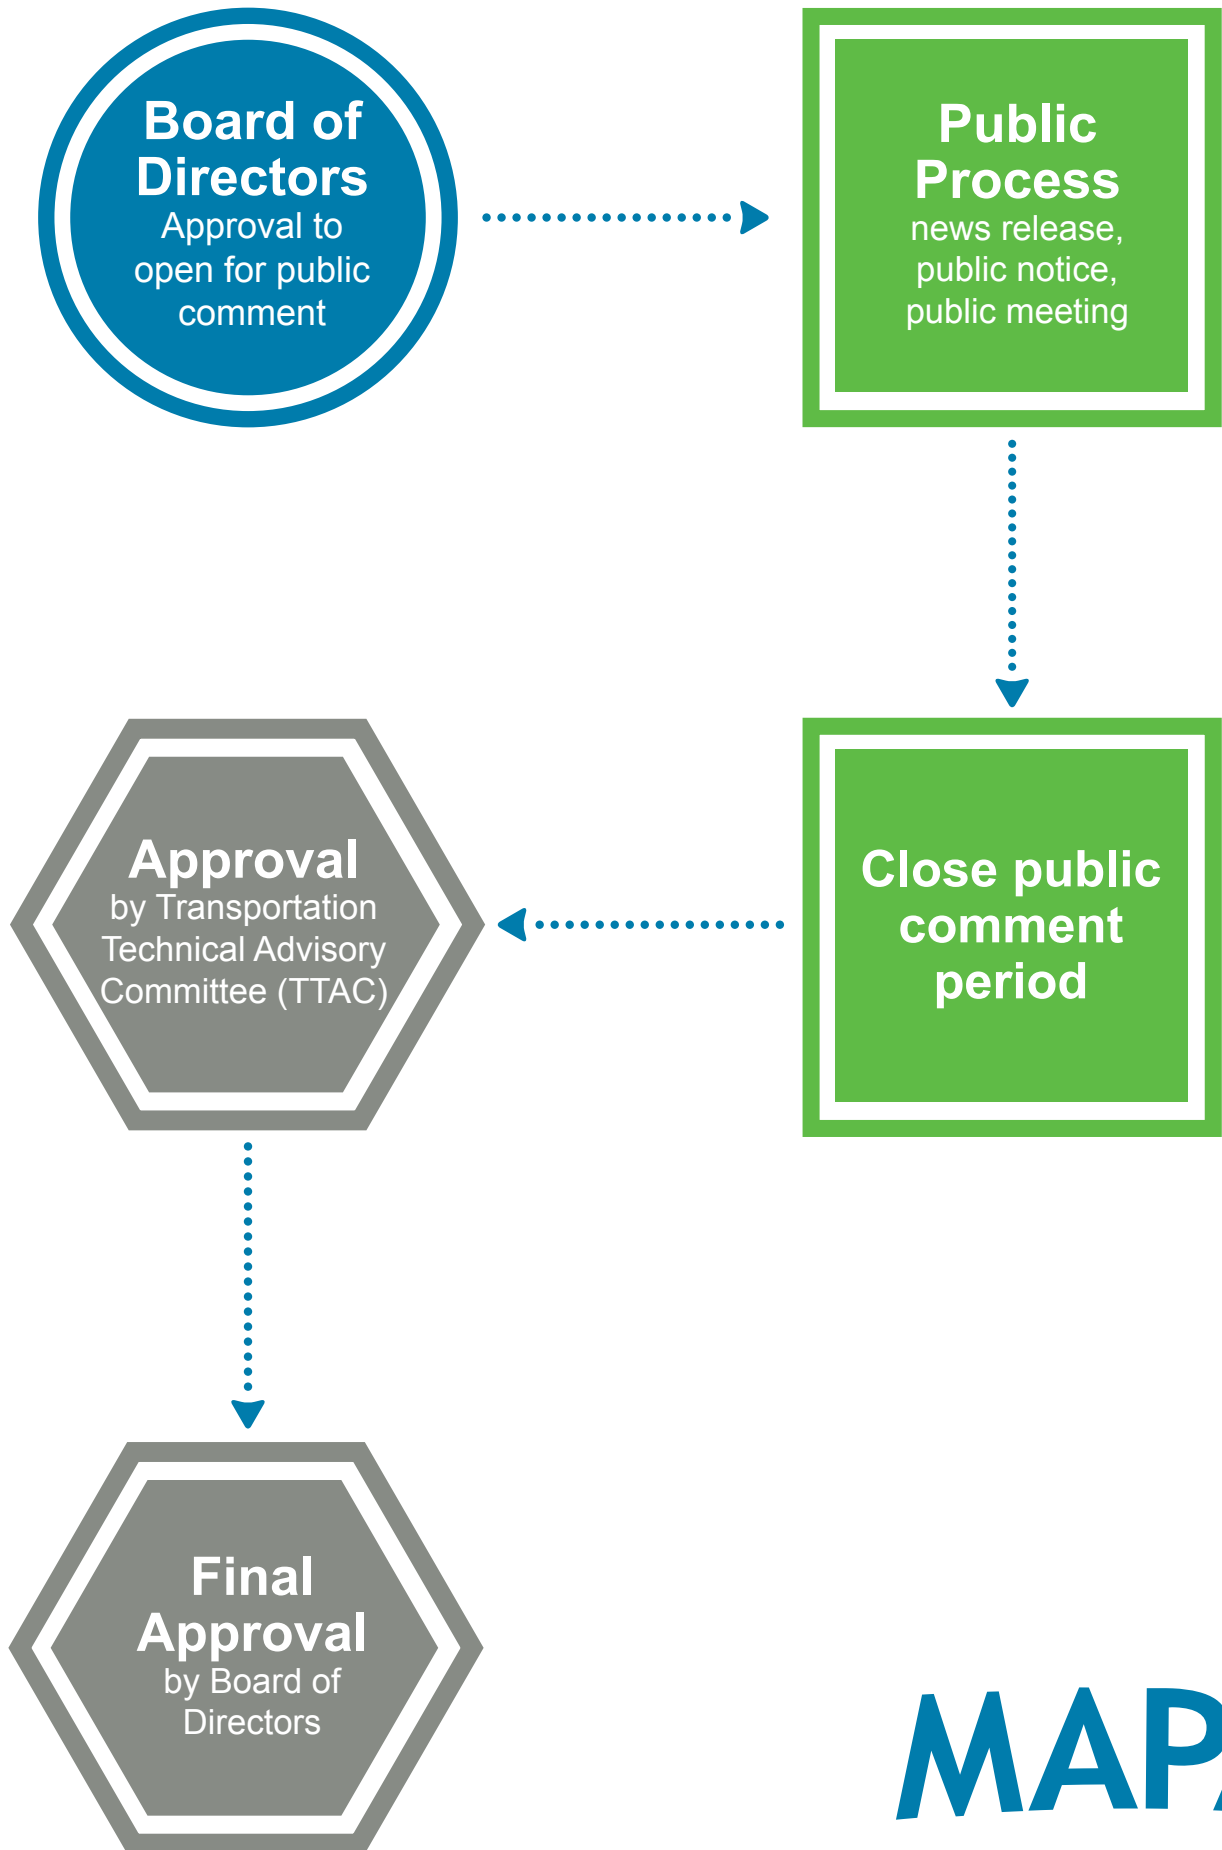 Board of
Directors
Approval to
open for public
comment
Public
Process
news release,
public notice,
public meeting
Close public
comment
period
Approval
by Transportation
Technical Advisory
Committee (TTAC)
Final
Approval
by Board of
Directors
MAPA